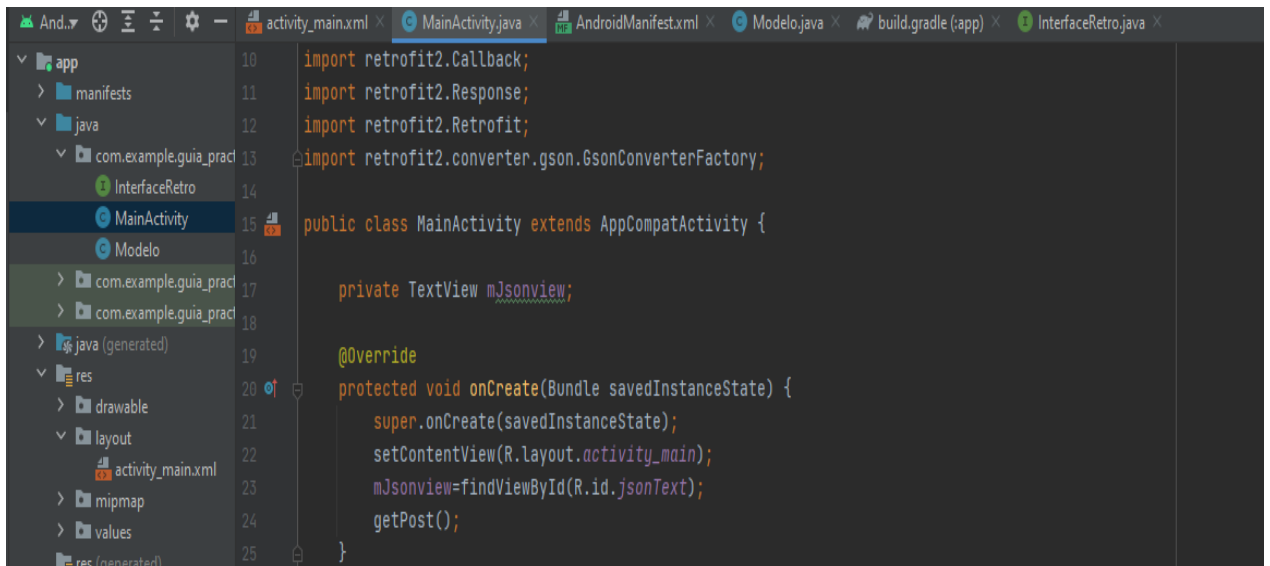 And..
activity_main.xml
MainActivity.java
AndroidManifest.xml
Modelo.java
build.gradle (:app)
InterfaceRetro.java
app
manifests
java
com.example.guia_pract
InterfaceRetro
MainActivity
Modelo
com.example.guia_pract
com.example.guia_pract
java (generated)
res
drawable
layout
activity_main.xml
mipmap
values
res (generated)
10 import retrofit2.Callback;
11 import retrofit2.Response;
12 import retrofit2.Retrofit;
13 import retrofit2.converter.gson.GsonConverterFactory;
14
15 public class MainActivity extends AppCompatActivity {
16
17 private TextView mJsonview;
18
19 @Override
20 protected void onCreate(Bundle savedInstanceState) {
21 super.onCreate(savedInstanceState);
22 setContentView(R.layout.activity_main);
23 mJsonview=findViewById(R.id.jsonText);
24 getPost();
25 }